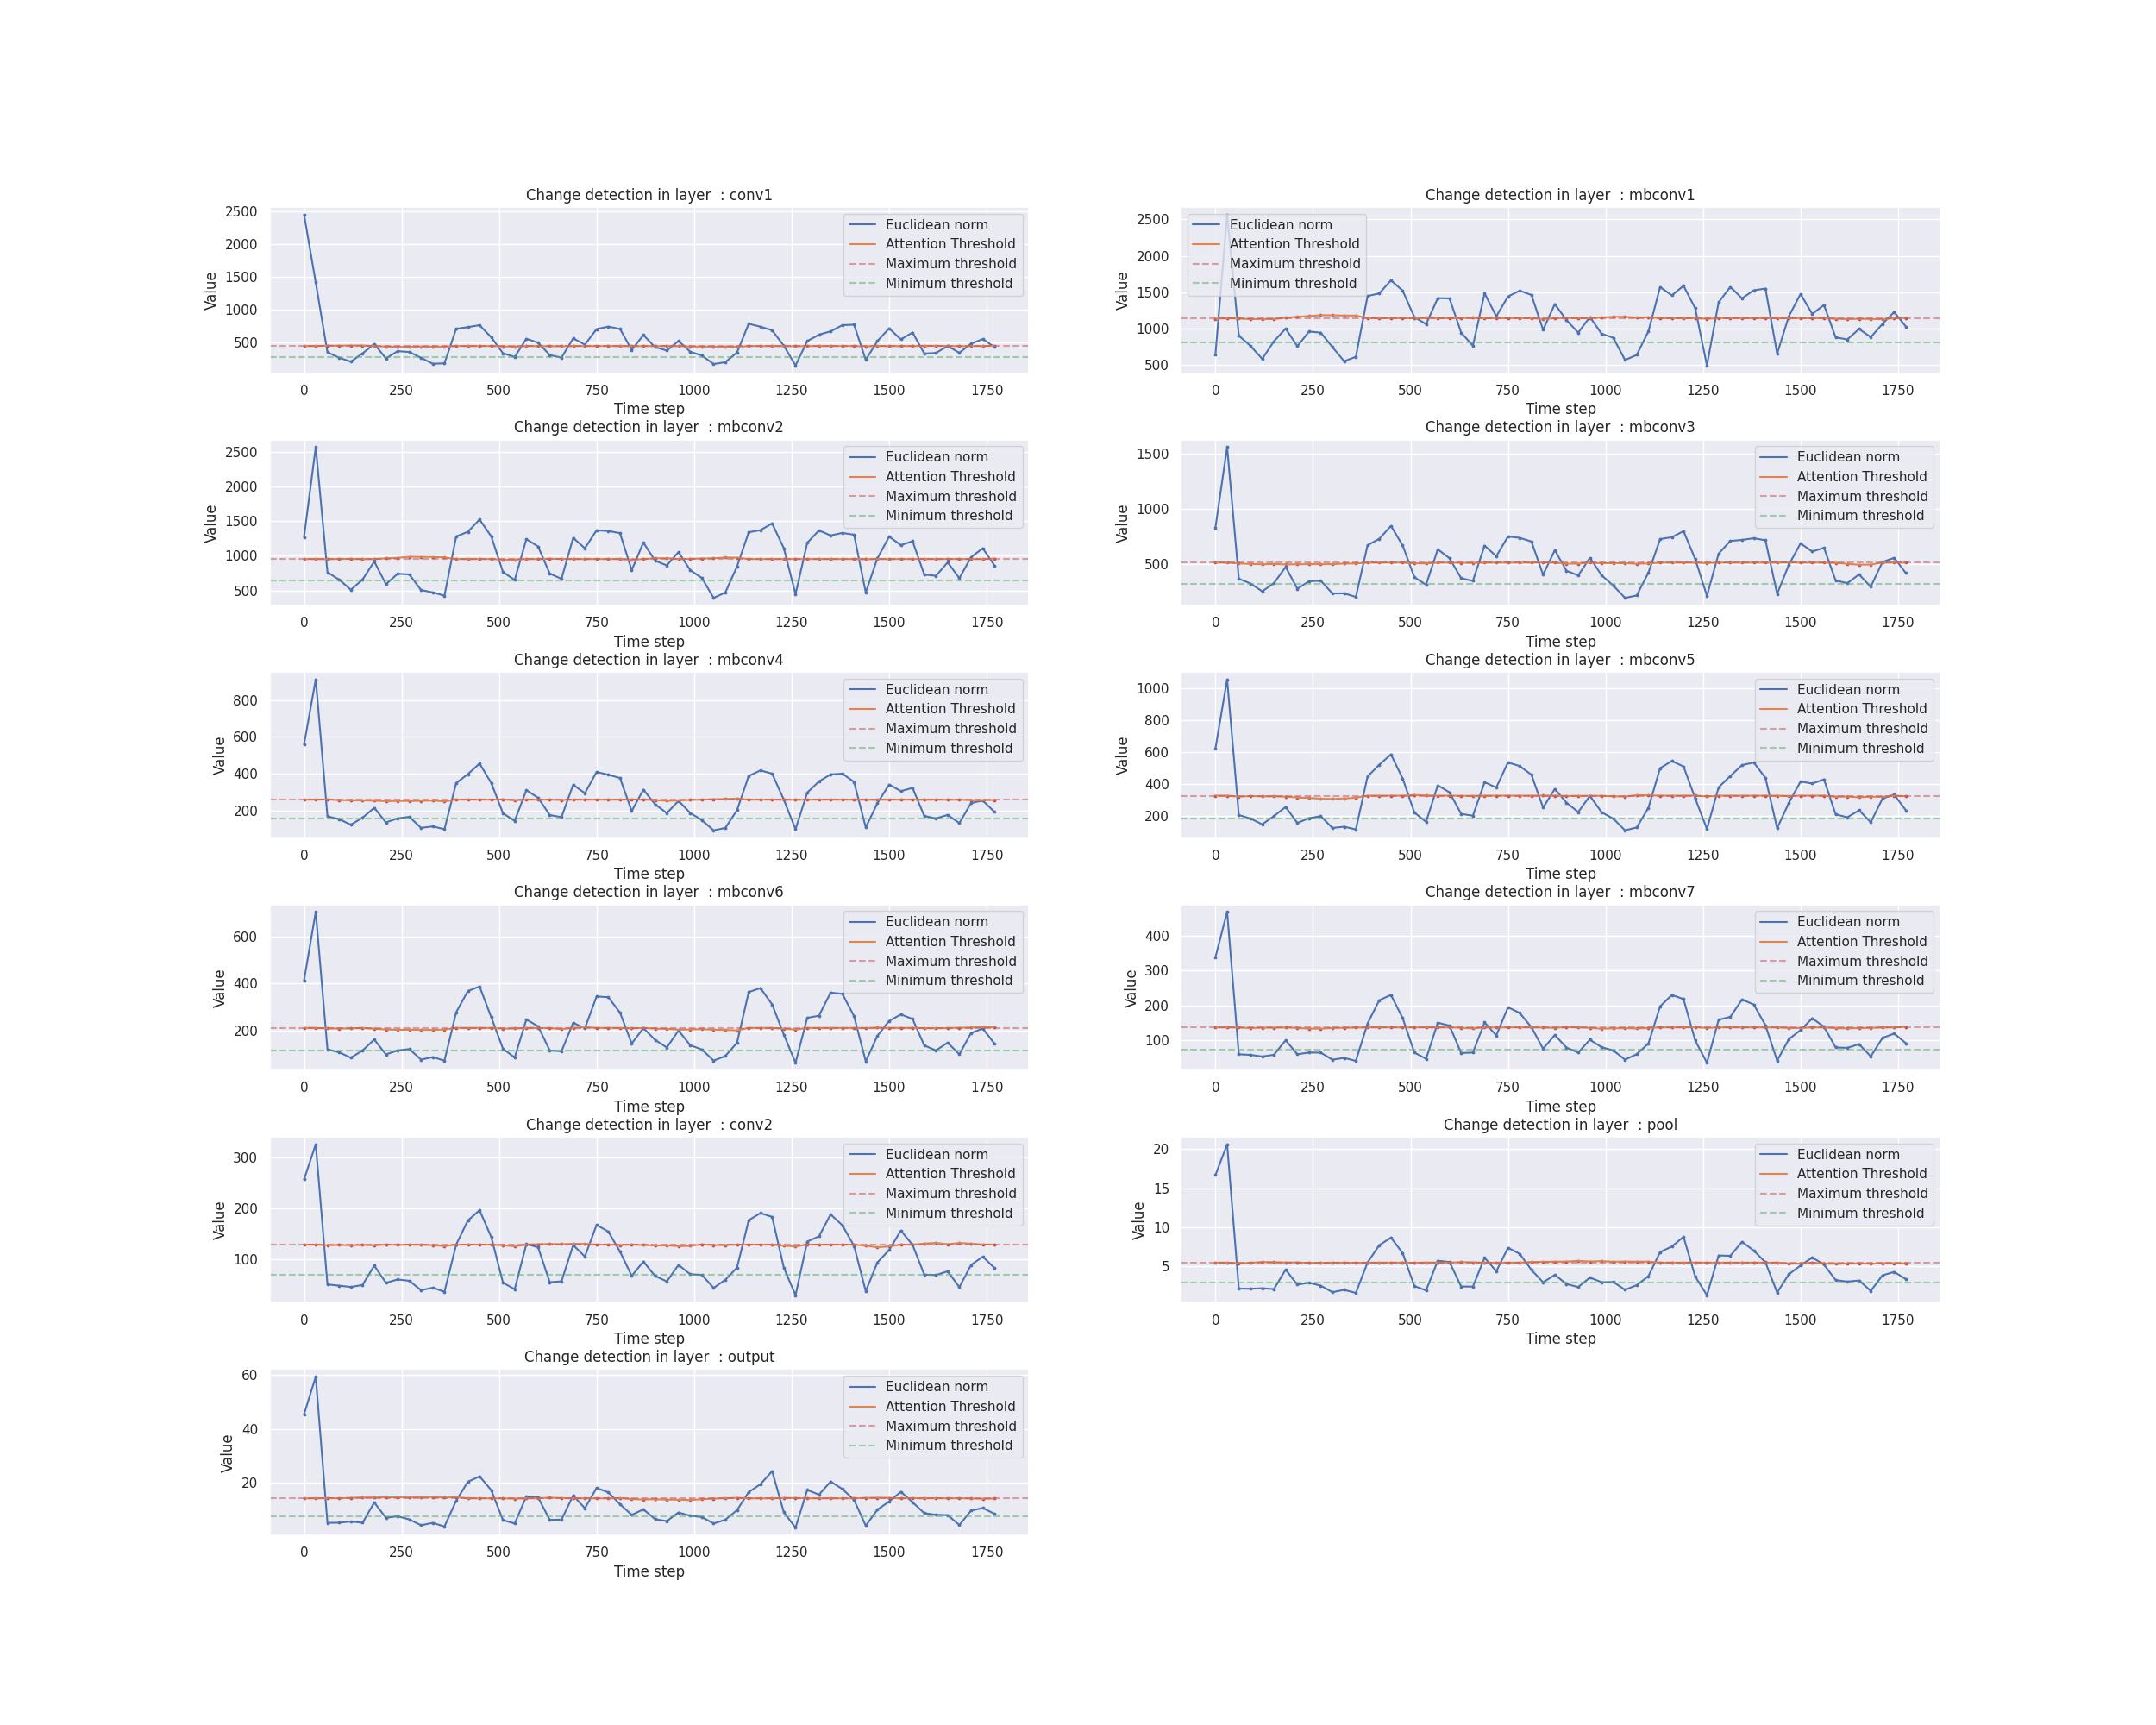 Change detection in layer  : conv1
Value
2500
2000
1500
1000
500
Euclidean norm
Attention Threshold
Maximum threshold
Minimum threshold
0 250 500 750 1000 1250 1500 1750
Time step
Change detection in layer  : mbconv1
Value
2500
2000
1500
1000
500
Euclidean norm
Attention Threshold
Maximum threshold
Minimum threshold
0 250 500 750 1000 1250 1500 1750
Time step
Change detection in layer  : mbconv2
Value
2500
2000
1500
1000
500
Euclidean norm
Attention Threshold
Maximum threshold
Minimum threshold
0 250 500 750 1000 1250 1500 1750
Time step
Change detection in layer  : mbconv3
Value
1500
1000
500
Euclidean norm
Attention Threshold
Maximum threshold
Minimum threshold
0 250 500 750 1000 1250 1500 1750
Time step
Change detection in layer  : mbconv4
Value
800
600
400
200
Euclidean norm
Attention Threshold
Maximum threshold
Minimum threshold
0 250 500 750 1000 1250 1500 1750
Time step
Change detection in layer  : mbconv5
Value
1000
800
600
400
200
Euclidean norm
Attention Threshold
Maximum threshold
Minimum threshold
0 250 500 750 1000 1250 1500 1750
Time step
Change detection in layer  : mbconv6
Value
600
400
200
Euclidean norm
Attention Threshold
Maximum threshold
Minimum threshold
0 250 500 750 1000 1250 1500 1750
Time step
Change detection in layer  : mbconv7
Value
400
300
200
100
Euclidean norm
Attention Threshold
Maximum threshold
Minimum threshold
0 250 500 750 1000 1250 1500 1750
Time step
Change detection in layer  : conv2
Value
300
200
100
Euclidean norm
Attention Threshold
Maximum threshold
Minimum threshold
0 250 500 750 1000 1250 1500 1750
Time step
Change detection in layer  : pool
Value
20
15
10
5
Euclidean norm
Attention Threshold
Maximum threshold
Minimum threshold
0 250 500 750 1000 1250 1500 1750
Time step
Change detection in layer  : output
Value
60
40
20
Euclidean norm
Attention Threshold
Maximum threshold
Minimum threshold
0 250 500 750 1000 1250 1500 1750
Time step